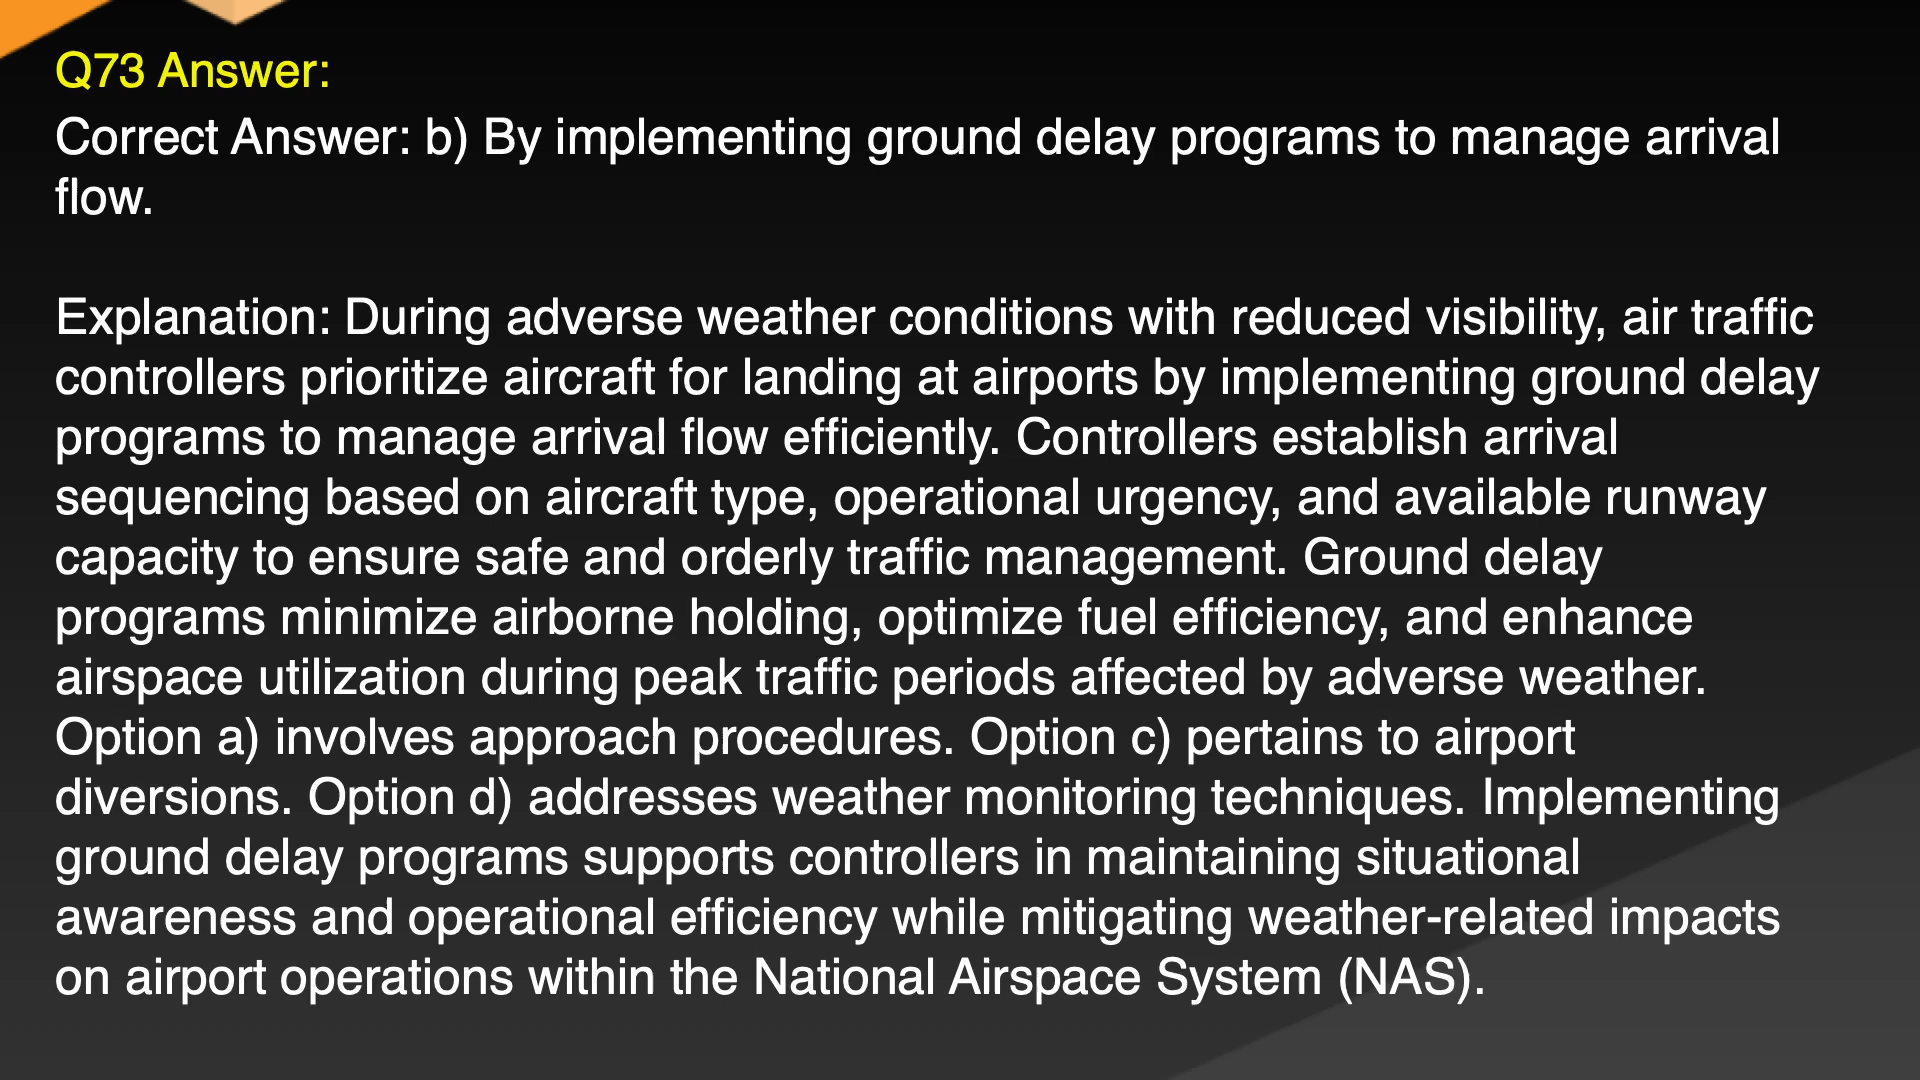 Q73 Answer:
Correct Answer: b) By implementing ground delay programs to manage arrival
flow.
Explanation: During adverse weather conditions with reduced visibility, air traffic
controllers prioritize aircraft for landing at airports by implementing ground delay
programs to manage arrival flow efficiently. Controllers establish arrival
sequencing based on aircraft type, operational urgency, and available runway
capacity to ensure safe and orderly traffic management. Ground delay
programs minimize airborne holding, optimize fuel efficiency, and enhance
airspace utilization during peak traffic periods affected by adverse weather.
Option a) involves approach procedures. Option c) pertains to airport
diversions. Option d) addresses weather monitoring techniques. Implementing
ground delay programs supports controllers in maintaining situational
awareness and operational efficiency while mitigating weather-related impacts
on airport operations within the National Airspace System (NAS).